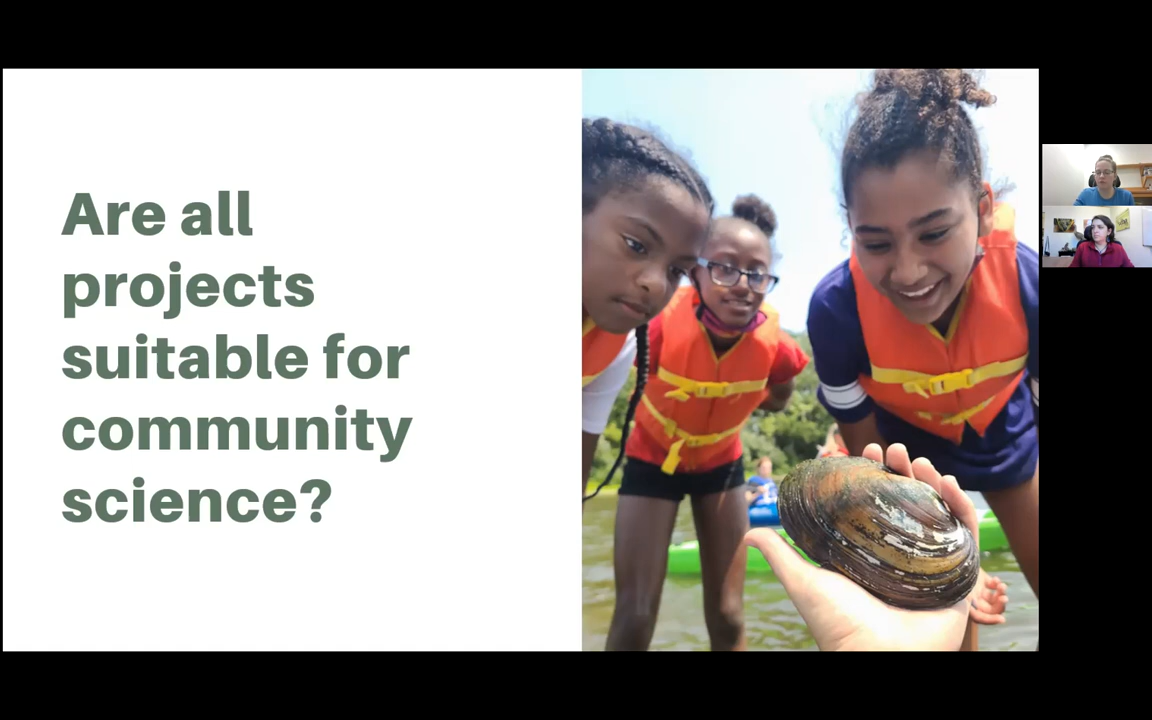 Are all
projects
suitable for
community
science?